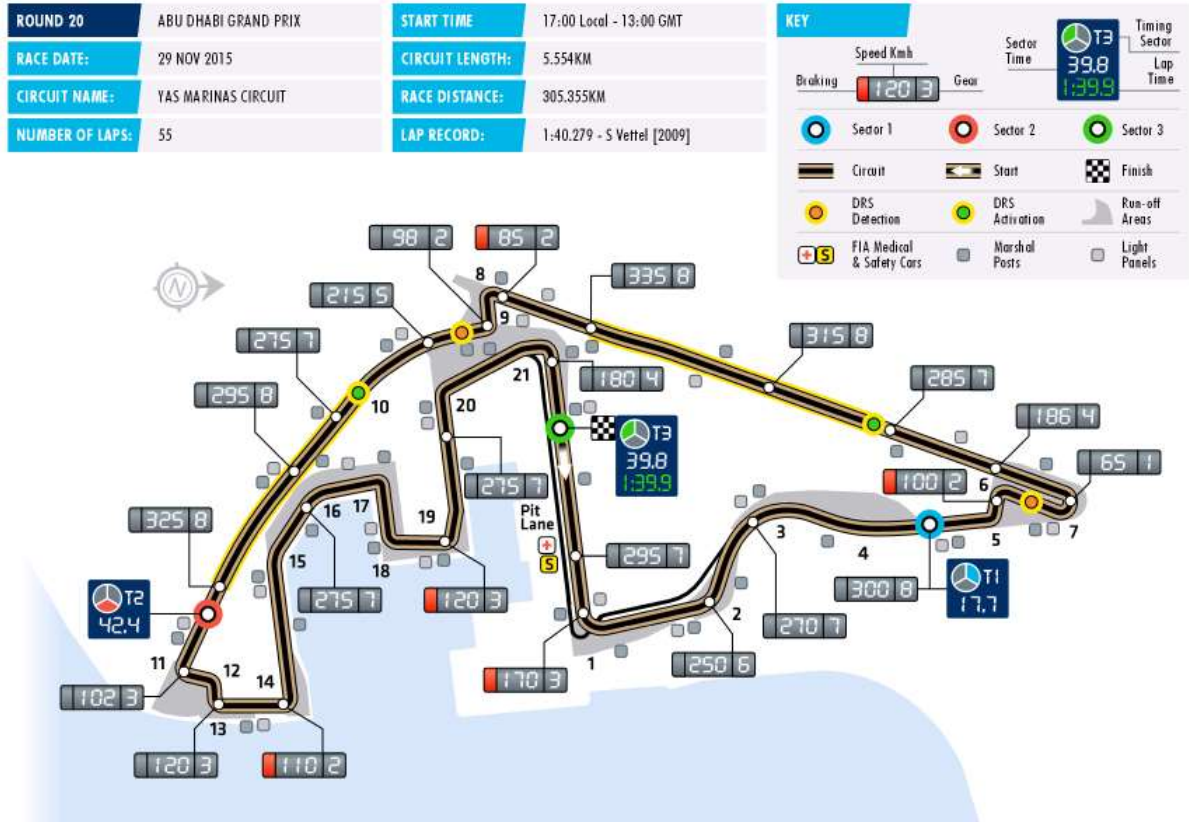 ROUND 20 ABU DHABI GRAND PRIX
RACE DATE: 29 NOV 2015
CIRCUIT NAME: YAS MARINAS CIRCUIT
NUMBER OF LAPS: 55
START TIME 17:00 Local - 13:00 GMT
CIRCUIT LENGTH: 5.554KM
RACE DISTANCE: 305.355KM
LAP RECORD: 1:40.279 - S Vettel [2009]
KEY
Speed Kmh
Braking 120 3 Gear
Sector Time
T3
39.8
1:39.9
Timing Sector
Lap Time
Sector 1 Sector 2 Sector 3
Circuit Start Finish
DRS Detection
DRS Activation
Run-off Areas
S
FIA Medical & Safety Cars
Marshal Posts
Light Panels
98 2
85 2
8
335 8
N
215 5
9
275 7
315 8
10
21
180 4
285 7
295 8
20
186 4
T3
39.8
1:39.9
65 1
6
100 2
275 7
7
16
17
19
Pit Lane
3
325 8
4
5
15
18
S
295 7
T2
42.4
275 7
120 3
300 8
T1
17.7
2
270 7
11
12
14
1
250 6
170 3
102 3
13
120 3
110 2